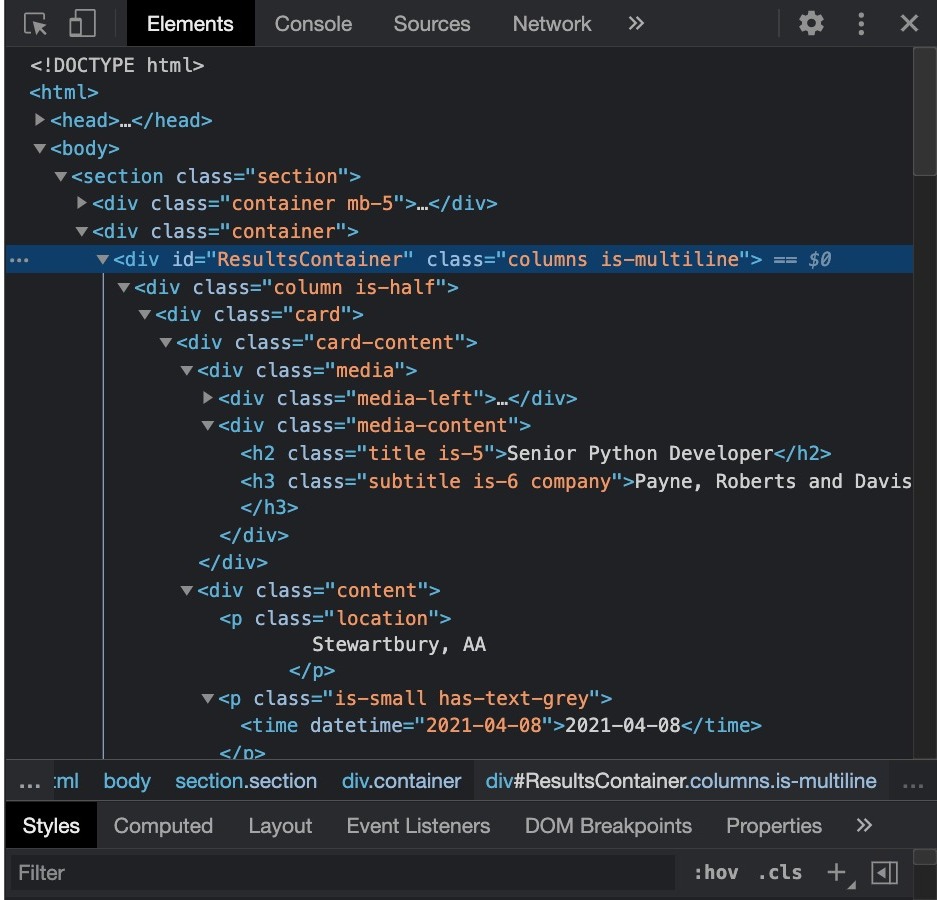 Elements Console Sources Network »
<!DOCTYPE html>
<html>
<head>…</head>
<body>
<section class="section">
<div class="container mb-5">…</div>
<div class="container">
… <div id="ResultsContainer" class="columns is-multiline"> == $0
<div class="column is-half">
<div class="card">
<div class="card-content">
<div class="media">
<div class="media-left">…</div>
<div class="media-content">
<h2 class="title is-5">Senior Python Developer</h2>
<h3 class="subtitle is-6 company">Payne, Roberts and Davis
</h3>
</div>
</div>
<div class="content">
<p class="location">
Stewartbury, AA
</p>
<p class="is-small has-text-grey">
<time datetime="2021-04-08">2021-04-08</time>
</p>
… tml body section.section div.container div#ResultsContainer.columns.is-multiline …
Styles Computed Layout Event Listeners DOM Breakpoints Properties »
Filter :hov .cls +